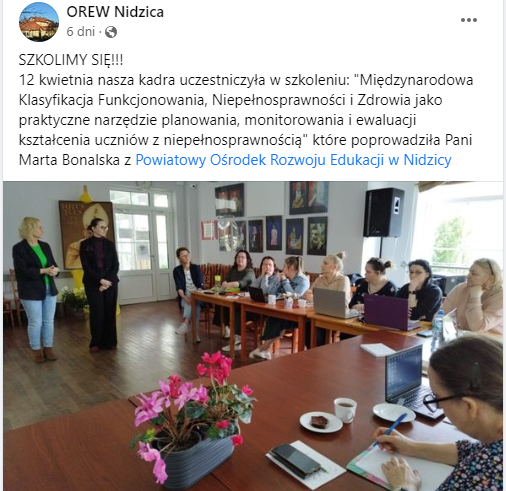 OREW Nidzica
6 dni ·
SZKOLIMY SIĘ!!!
12 kwietnia nasza kadra uczestniczyła w szkoleniu: "Międzynarodowa
Klasyfikacja Funkcjonowania, Niepełnosprawności i Zdrowia jako
praktyczne narzędzie planowania, monitorowania i ewaluacji
kształcenia uczniów z niepełnosprawnością" które poprowadziła Pani
Marta Bonalska z Powiatowy Ośrodek Rozwoju Edukacji w Nidzicy